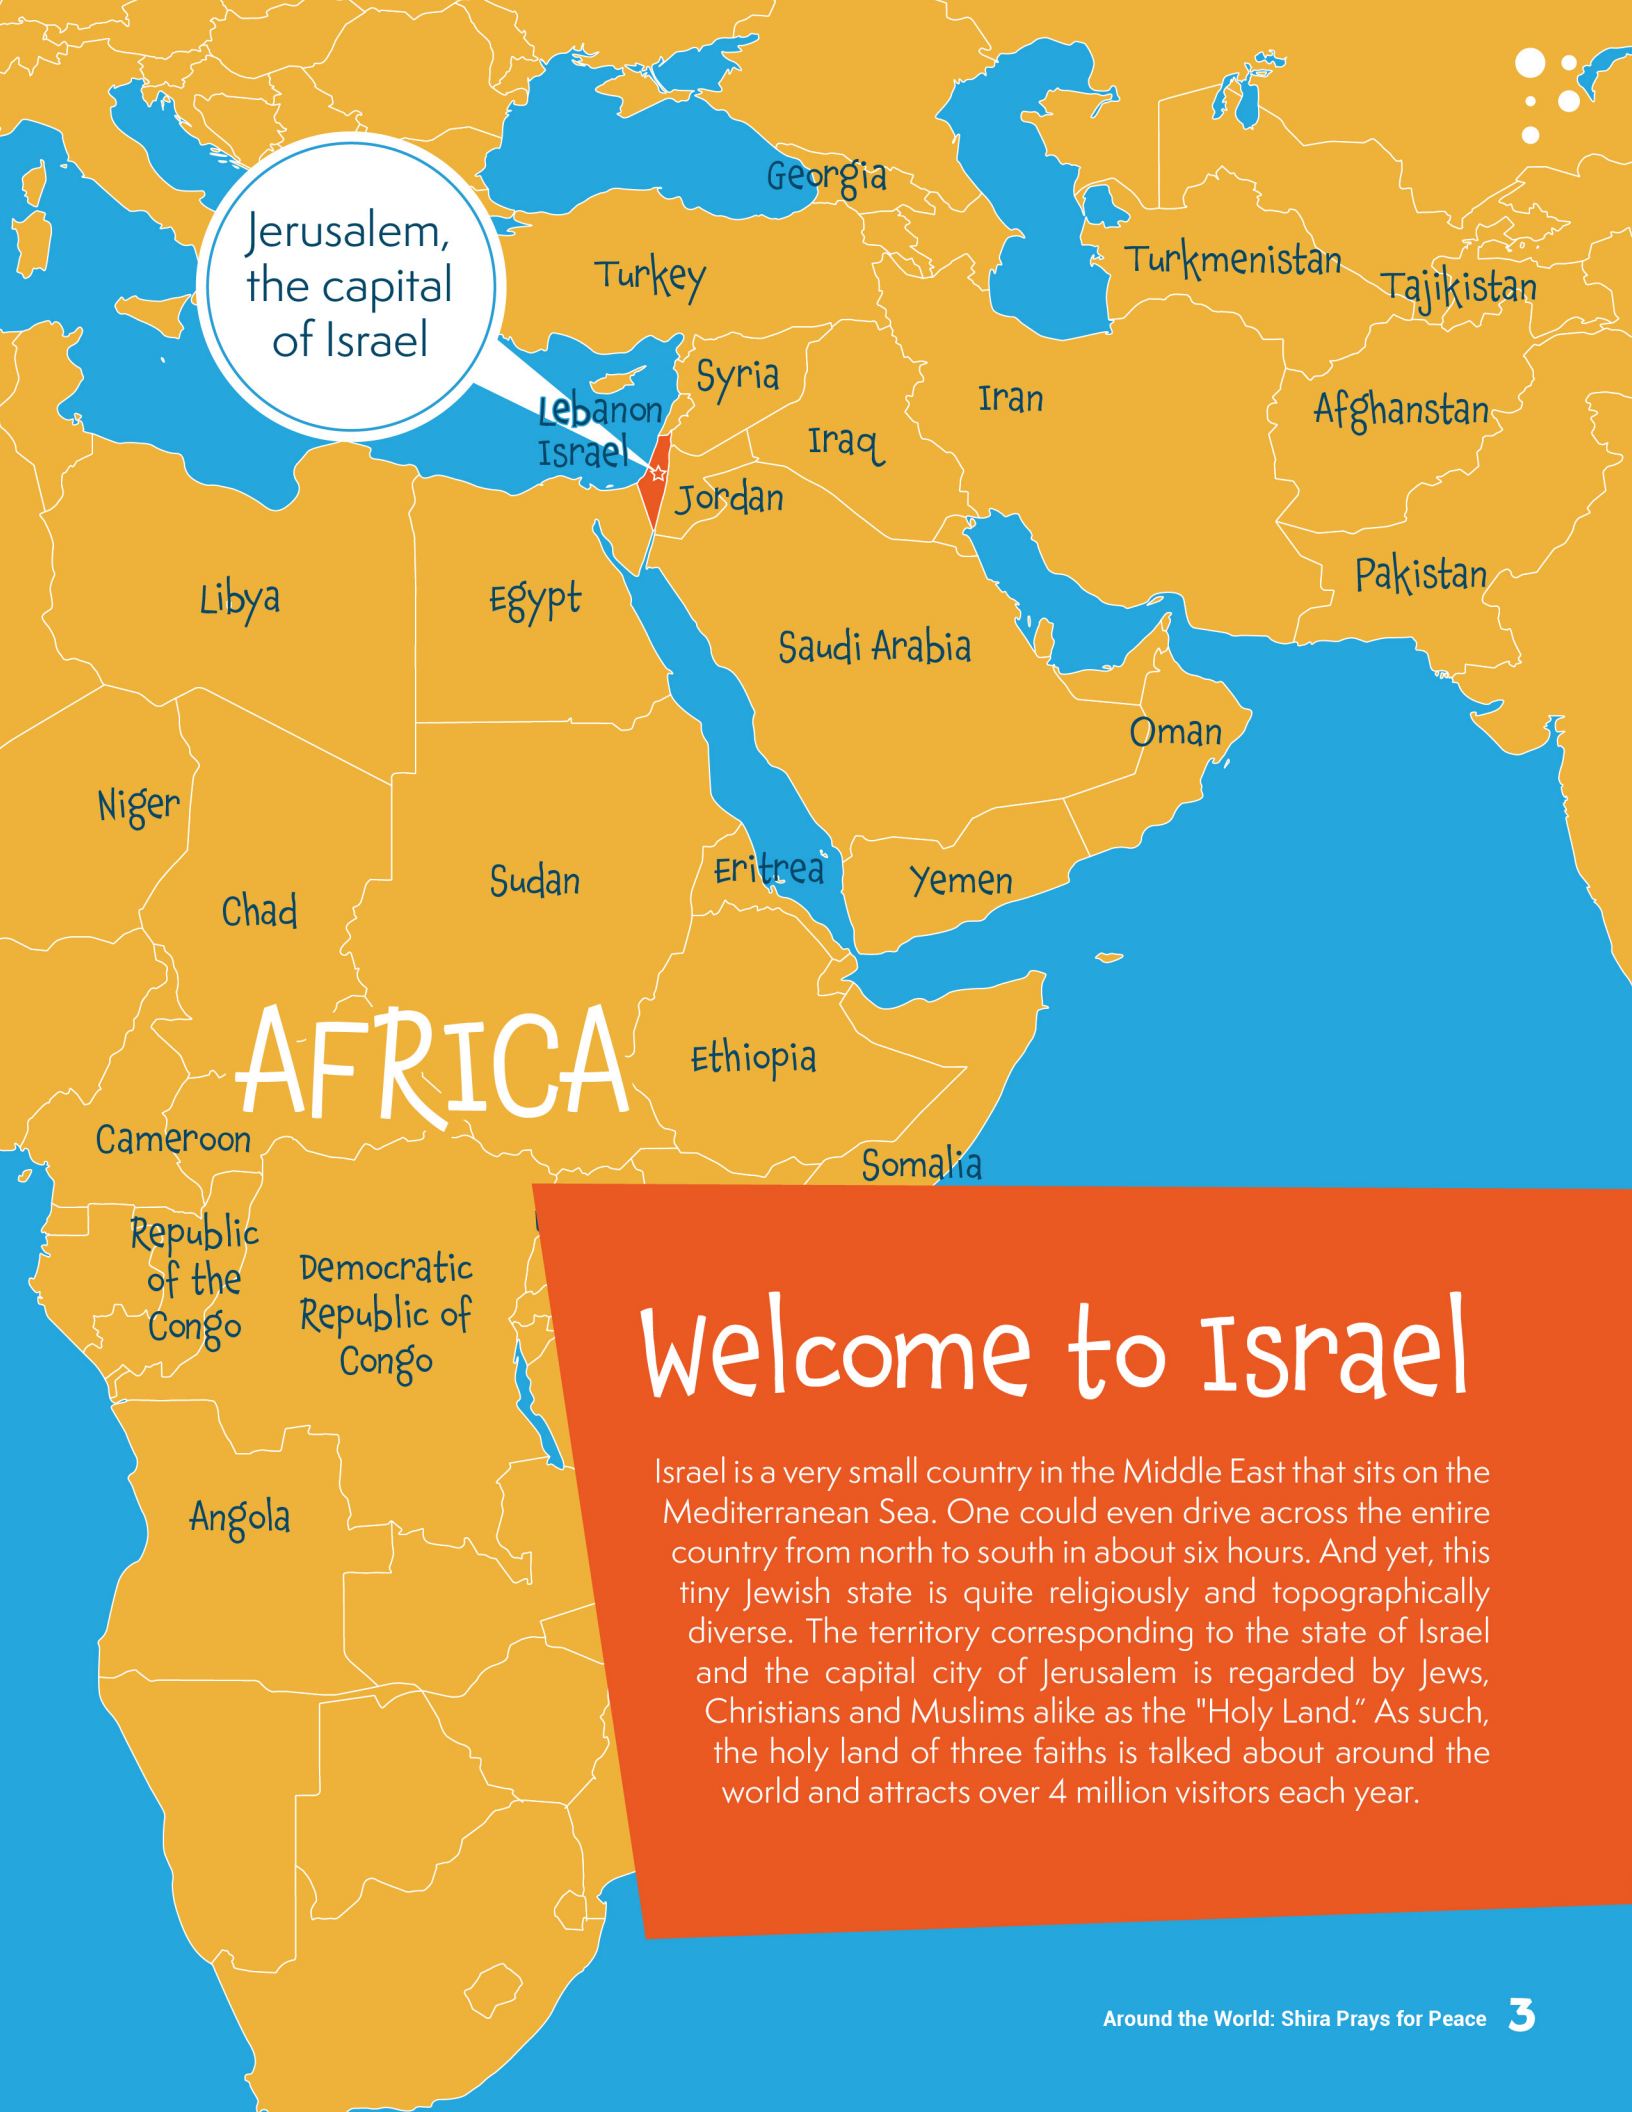 Georgia
Jerusalem,
the capital
of Israel
Turkey
Turkmenistan
Tajikistan
Syria
Iran
Afghanstan
Lebanon
Iraq
Israel
Jordan
Pakistan
Libya
Egypt
Saudi Arabia
Oman
Niger
Eritrea
Sudan
Yemen
Chad
AFRICA
Ethiopia
Cameroon
Somalia
Republic
of the
Congo
Democratic
Republic of
Congo
Angola
Welcome to Israel
Israel is a very small country in the Middle East that sits on the
Mediterranean Sea. One could even drive across the entire
country from north to south in about six hours. And yet, this
tiny Jewish state is quite religiously and topographically
diverse. The territory corresponding to the state of Israel
and the capital city of Jerusalem is regarded by Jews,
Christians and Muslims alike as the "Holy Land.” As such,
the holy land of three faiths is talked about around the
world and attracts over 4 million visitors each year.
Around the World: Shira Prays for Peace 3